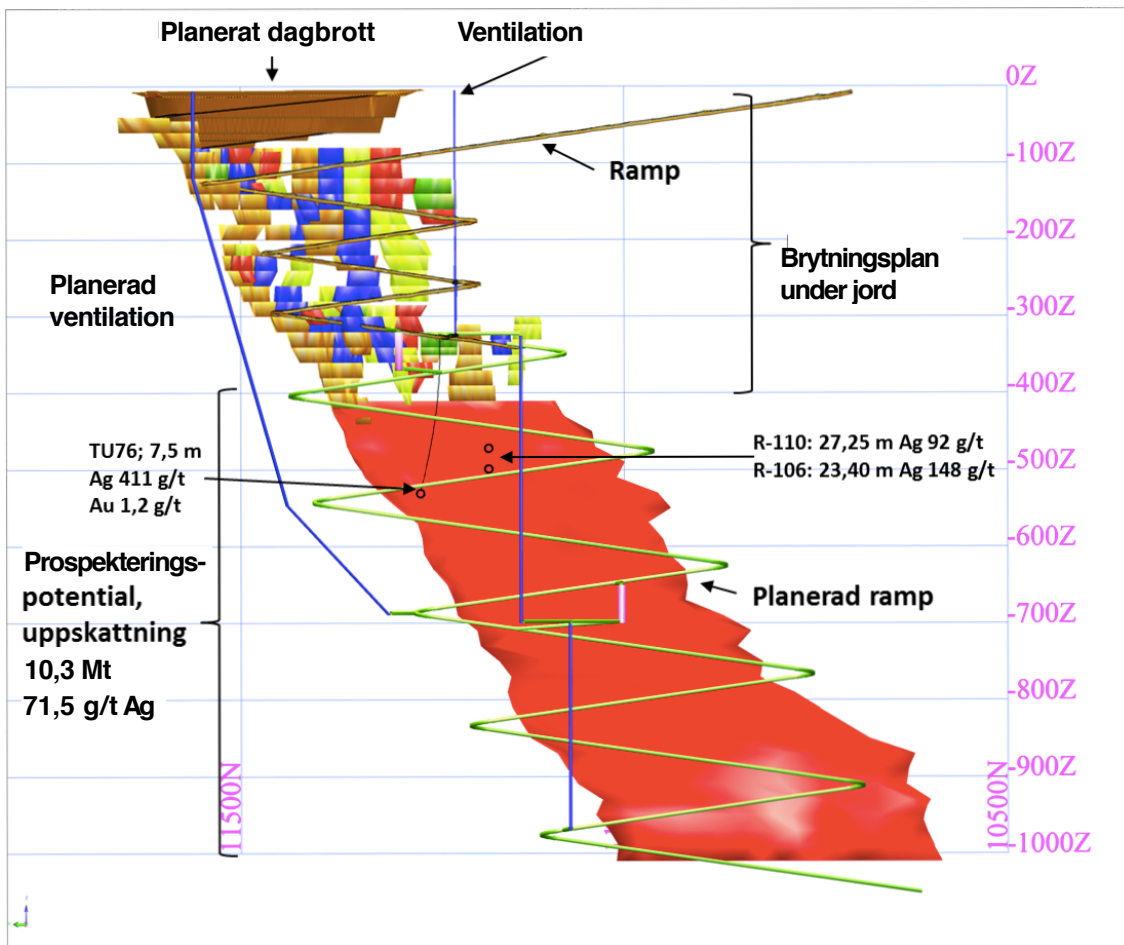 Planerat dagbrott
Ventilation
0Z
-100Z
Ramp
-200Z
Brytningsplan
under jord
Planerad
ventilation
-300Z
-400Z
TU76; 7,5 m
Ag 411 g/t
Au 1,2 g/t
R-110: 27,25 m Ag 92 g/t
R-106: 23,40 m Ag 148 g/t
-500Z
-600Z
Prospekterings-
potential,
uppskattning
10,3 Mt
71,5 g/t Ag
Planerad ramp
-700Z
-800Z
-900Z
11500N
10500N
-1000Z